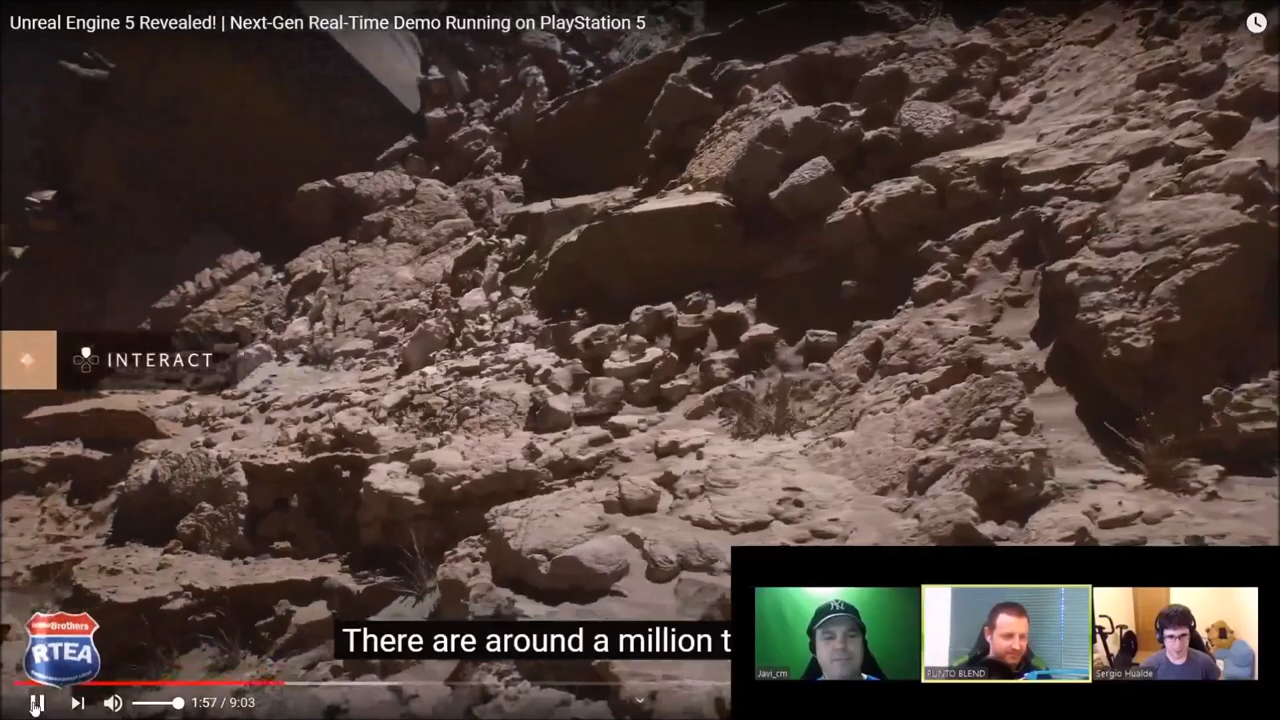 Unreal Engine 5 Revealed! | Next-Gen Real-Time Demo Running on PlayStation 5
INTERACT
There are around a million t
Brothers
RTEA
Javi_cm
PUNTO BLEND
Sergio Hualde
1:57 / 9:03